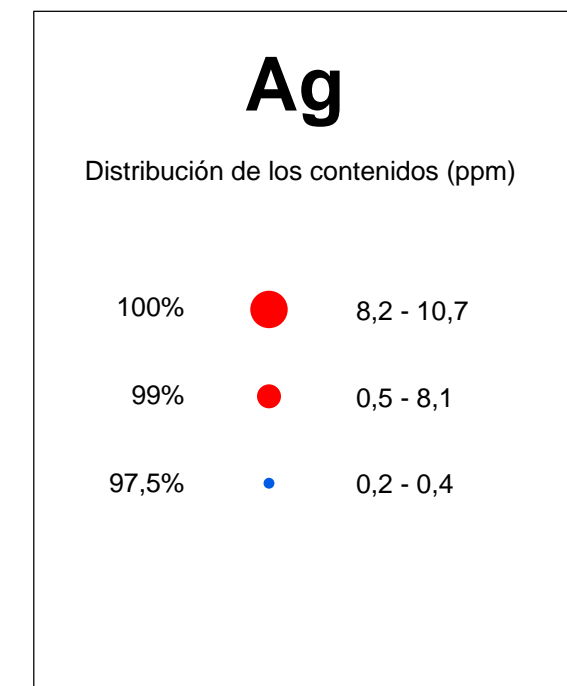 Ag
Distribución de los contenidos (ppm)
100% 8,2 - 10,7
99% 0,5 - 8,1
97,5% 0,2 - 0,4